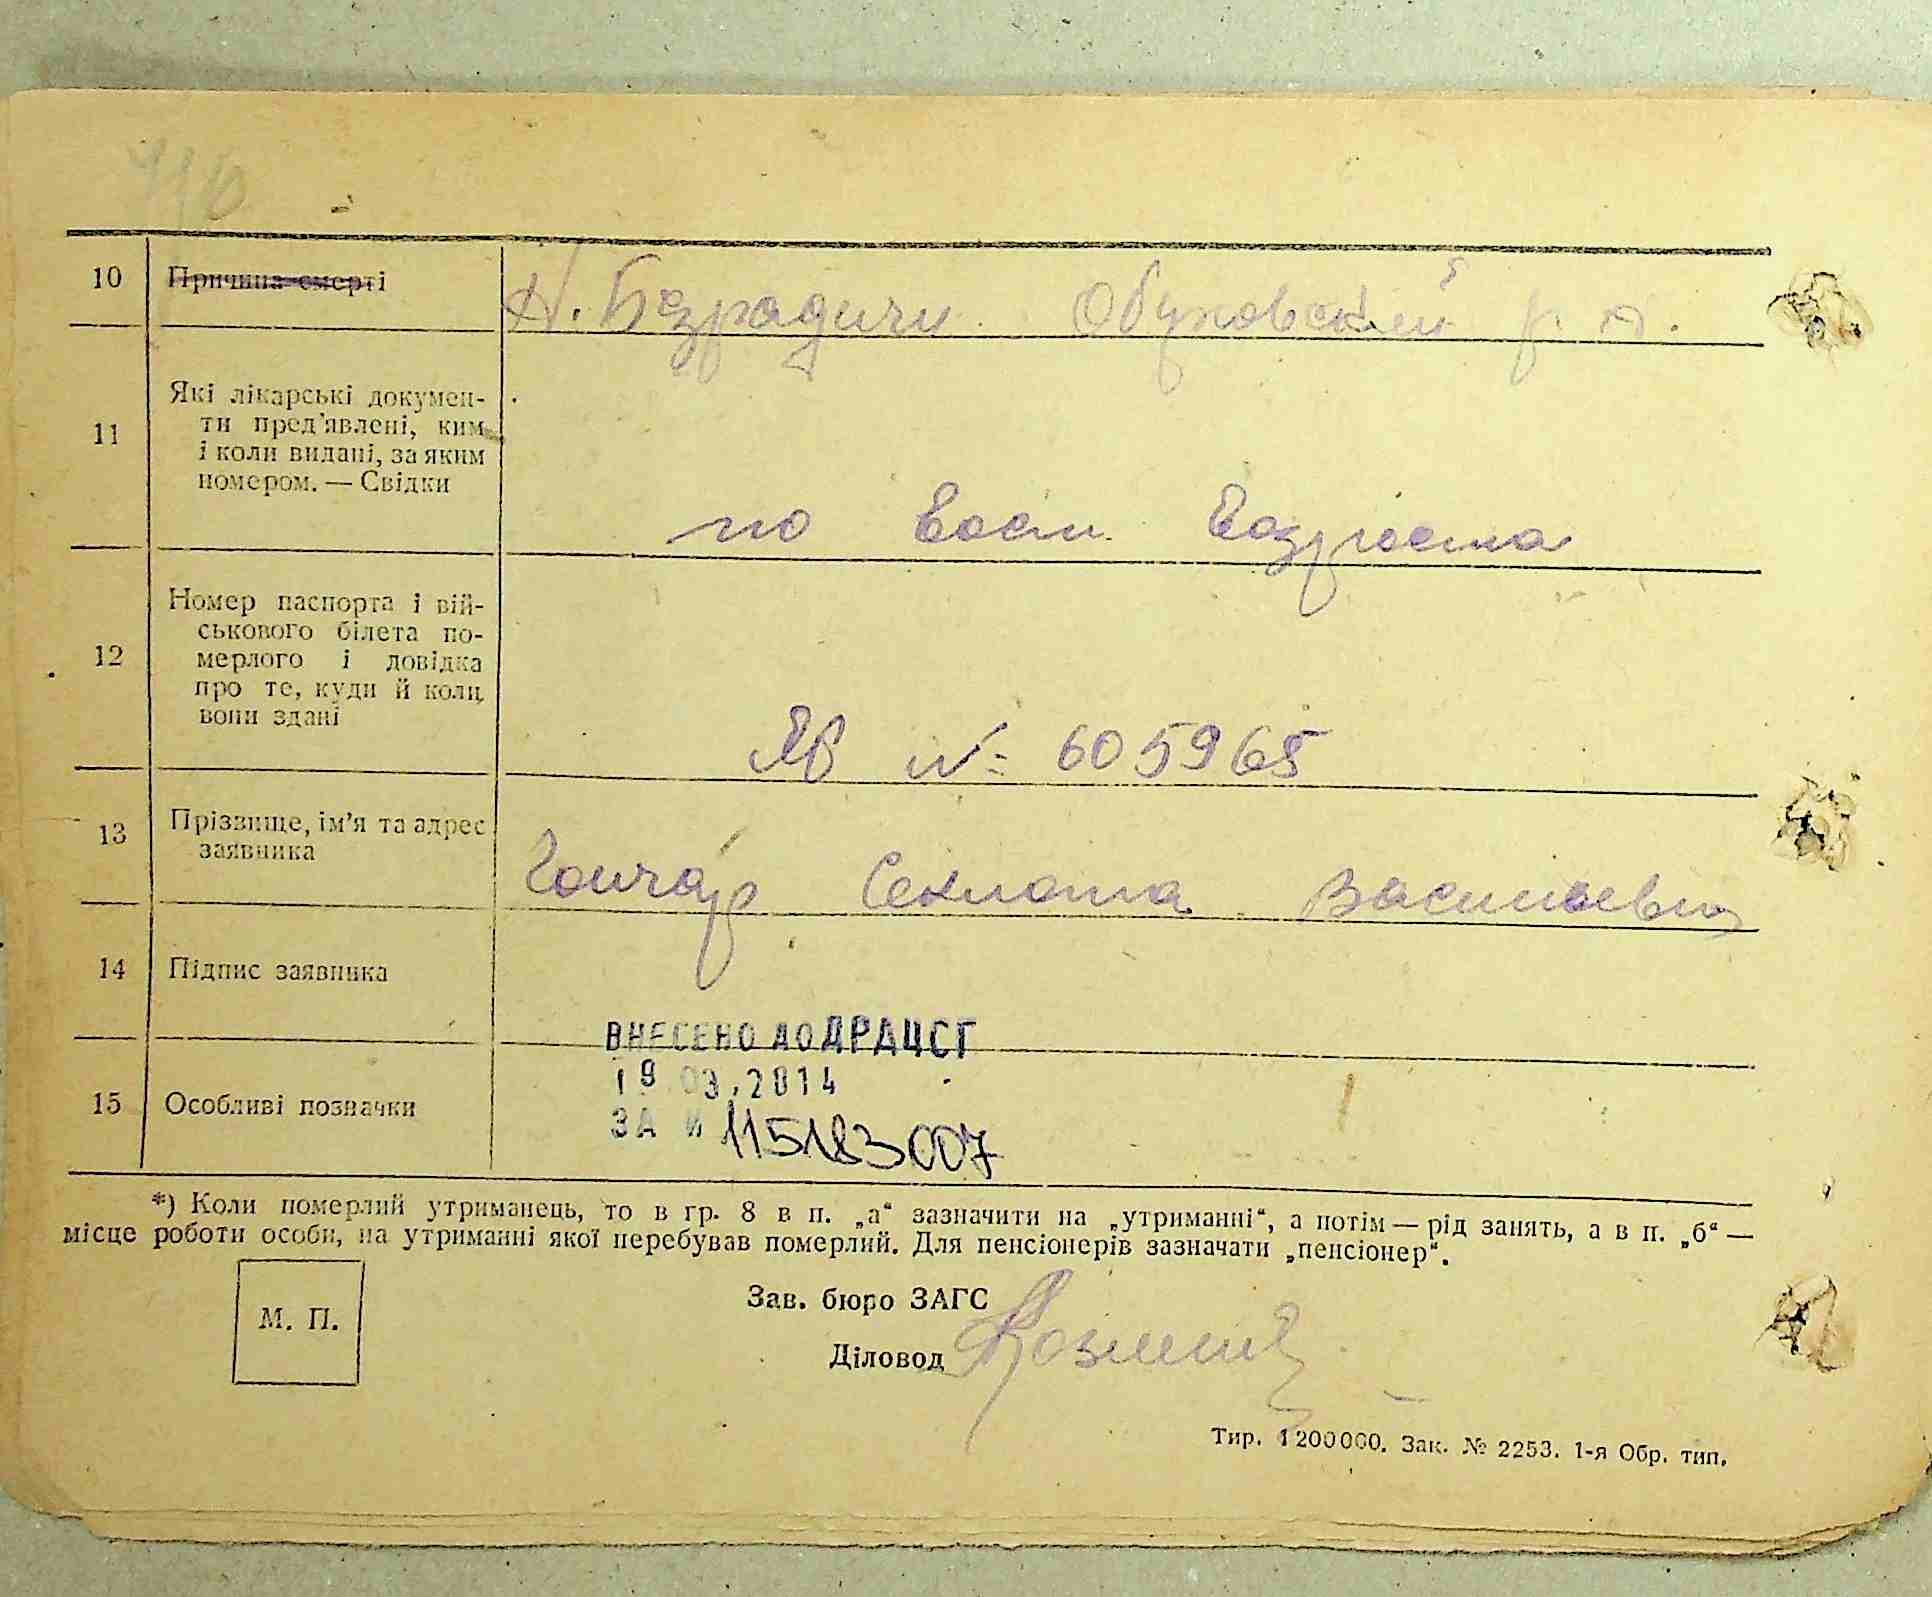 10 Причина смерті Н. Безрадичи Обуховский р. н.
11 Які лікарські докумен-
ти пред'явлені, ким
і коли видані, за яким
номером. — Свідки
по восст. возраста
12 Номер паспорта і вій-
ськового білета по-
мерлого і довідка
про те, куди й коли
вони здані
ЯВ № 605965
13 Прізвище, ім'я та адрес
заявника
Гончар Секлета Васильевна
14 Підпис заявника
ВНЕСЕНО ДО ДРАЦСГ
19.03.2014
15 Особливі позначки
ЗА № 115183007
*) Коли померлий утриманець, то в гр. 8 в п. „а“ зазначити на „утриманні“, а потім — рід занять, а в п. „б“ —
місце роботи особи, на утриманні якої перебував померлий. Для пенсіонерів зазначати „пенсіонер“.
М. П.
Зав. бюро ЗАГС
Діловод
Тир. 1200000. Зак. № 2253. 1-я Обр. тип.